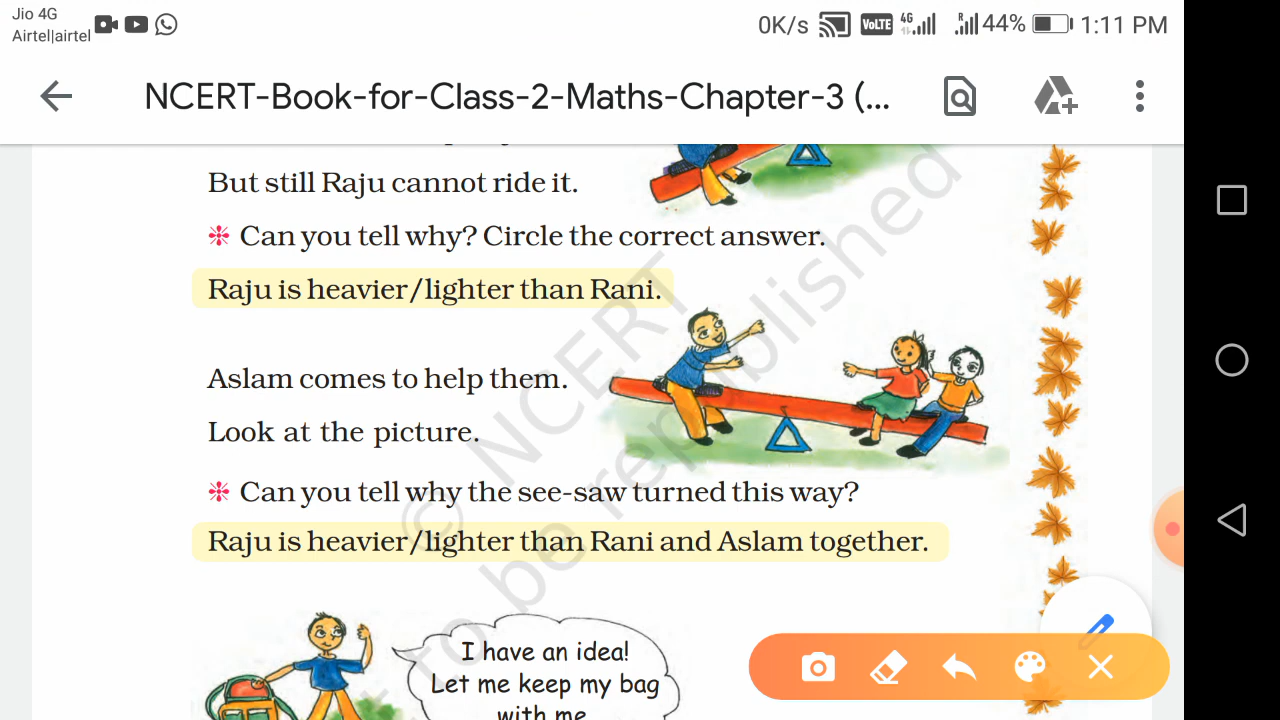 Jio 4G
Airtel|airtel
0K/s VoLTE 4G R 44% 1:11 PM
NCERT-Book-for-Class-2-Maths-Chapter-3 (...
But still Raju cannot ride it.
Can you tell why? Circle the correct answer.
Raju is heavier/lighter than Rani.
Aslam comes to help them.
Look at the picture.
Can you tell why the see-saw turned this way?
Raju is heavier/lighter than Rani and Aslam together.
I have an idea!
Let me keep my bag
with me
© NCERT
to be republished